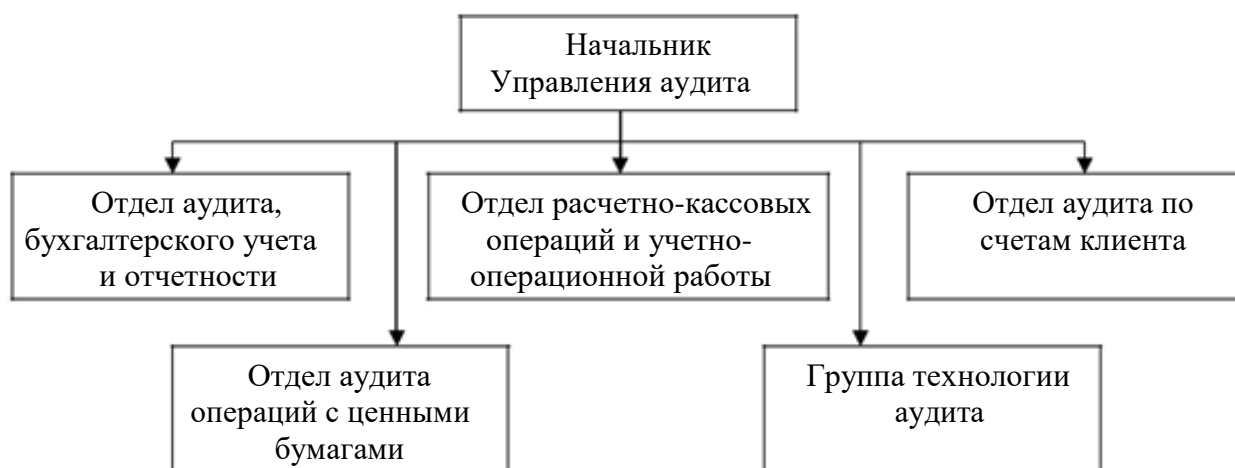 Начальник
Управления аудита
Отдел аудита,
бухгалтерского учета
и отчетности
Отдел расчетно-кассовых
операций и учетно-
операционной работы
Отдел аудита по
счетам клиента
Отдел аудита
операций с ценными
бумагами
Группа технологии
аудита